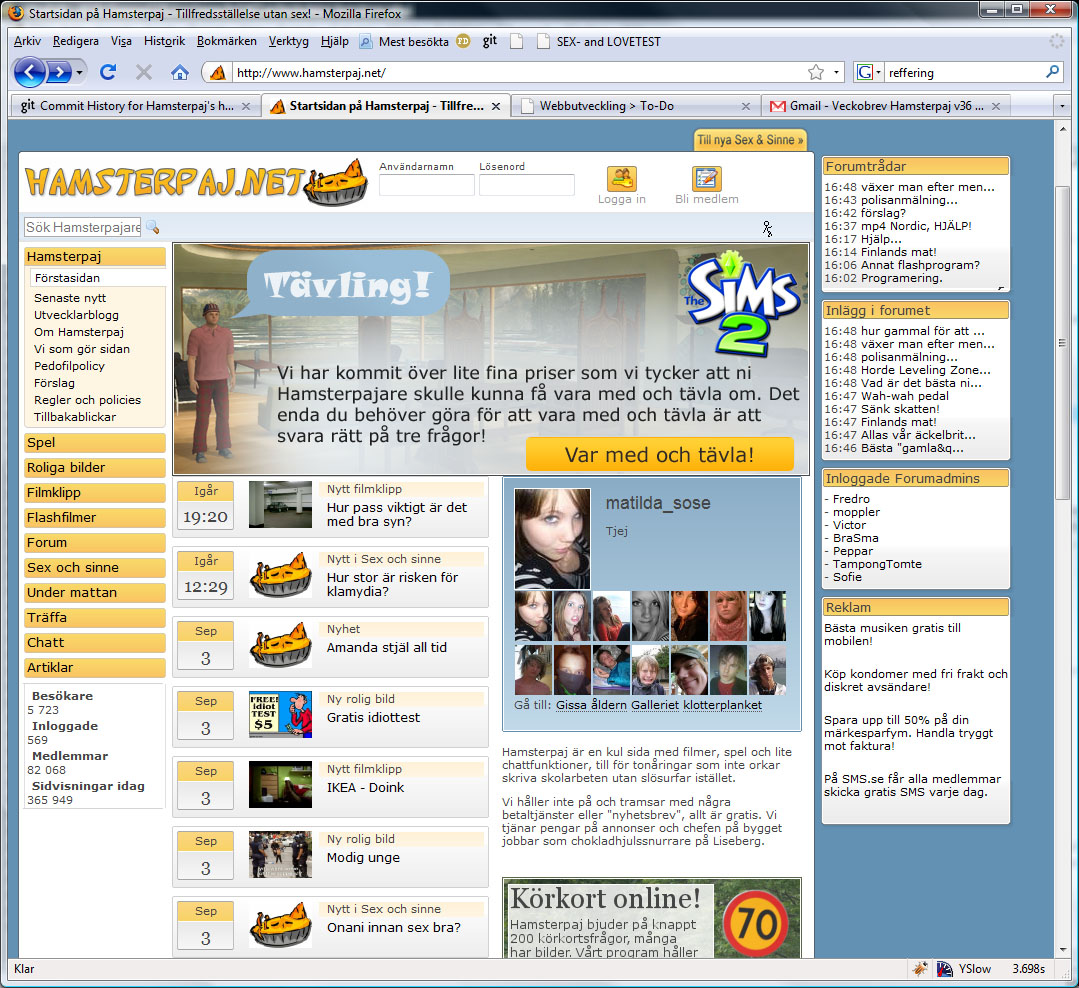 Startsidan på Hamsterpaj - Tillfredsställelse utan sex! - Mozilla Firefox
Arkiv Redigera Visa Historik Bokmärken Verktyg Hjälp Mest besökta FD git SEX- and LOVETEST
http://www.hamsterpaj.net/ G reffering
git Commit History for Hamsterpaj's h... Startsidan på Hamsterpaj - Tillfre... Webbutveckling > To-Do Gmail - Veckobrev Hamsterpaj v36 ...
Till nya Sex & Sinne »
HAMSTERPAJ.NET
Användarnamn Lösenord
Logga in Bli medlem
Sök Hamsterpajare
Hamsterpaj
Förstasidan
Senaste nytt
Utvecklarblogg
Om Hamsterpaj
Vi som gör sidan
Pedofilpolicy
Förslag
Regler och policies
Tillbakablickar
Spel
Roliga bilder
Filmklipp
Flashfilmer
Forum
Sex och sinne
Under mattan
Träffa
Chatt
Artiklar
Besökare
5 723
Inloggade
569
Medlemmar
82 068
Sidvisningar idag
365 949
Tävling!
The SIMS 2
Vi har kommit över lite fina priser som vi tycker att ni
Hamsterpajare skulle kunna få vara med och tävla om. Det
enda du behöver göra för att vara med och tävla är att
svara rätt på tre frågor!
Var med och tävla!
Igår
19:20
Nytt filmklipp
Hur pass viktigt är det
med bra syn?
Igår
12:29
Nytt i Sex och sinne
Hur stor är risken för
klamydia?
Sep
3
Nyhet
Amanda stjäl all tid
Sep
3
FREE!
idiot
TEST
$5
Ny rolig bild
Gratis idiottest
Sep
3
Nytt filmklipp
IKEA - Doink
Sep
3
Ny rolig bild
Modig unge
Sep
3
Nytt i Sex och sinne
Onani innan sex bra?
matilda_sose
Tjej
Gå till: Gissa åldern Galleriet klotterplanket
Hamsterpaj är en kul sida med filmer, spel och lite
chattfunktioner, till för tonåringar som inte orkar
skriva skolarbeten utan slösurfar istället.
Vi håller inte på och tramsar med några
betaltjänster eller "nyhetsbrev", allt är gratis. Vi
tjänar pengar på annonser och chefen på bygget
jobbar som chokladhjulssnurrare på Liseberg.
Körkort online!
Hamsterpaj bjuder på knappt
200 körkortsfrågor, många
har bilder. Vårt program håller
70
Forumtrådar
16:48 växer man efter men...
16:43 polisanmälning...
16:42 förslag?
16:37 mp4 Nordic, HJÄLP!
16:17 Hjälp...
16:14 Finlands mat!
16:06 Annat flashprogram?
16:02 Programering.
Inlägg i forumet
16:48 hur gammal för att ...
16:48 växer man efter men...
16:48 polisanmälning...
16:48 Horde Leveling Zone...
16:48 Vad är det bästa ni...
16:47 Wah-wah pedal
16:47 Sänk skatten!
16:47 Finlands mat!
16:47 Allas vår äckelbrit...
16:46 Bästa "gamla&q...
Inloggade Forumadmins
- Fredro
- moppler
- Victor
- BraSma
- Peppar
- TampongTomte
- Sofie
Reklam
Bästa musiken gratis till
mobilen!
Köp kondomer med fri frakt och
diskret avsändare!
Spara upp till 50% på din
märkesparfym. Handla tryggt
mot faktura!
På SMS.se får alla medlemmar
skicka gratis SMS varje dag.
Klar YSlow 3.698s